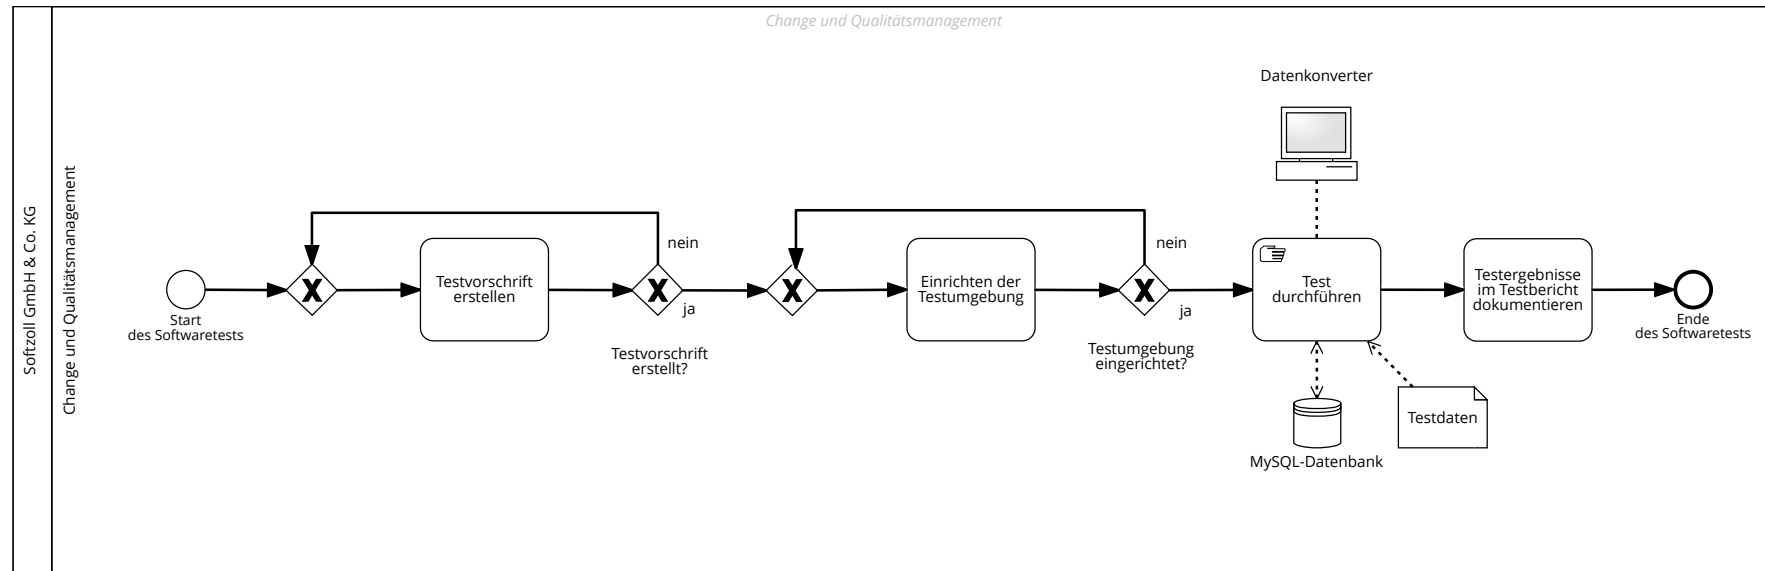 Change und Qualitätsmanagement
Softzoll GmbH & Co. KG
Change und Qualitätsmanagement
Start
des Softwaretests
X
Testvorschrift
erstellen
X
nein
ja
Testvorschrift
erstellt?
X
Einrichten der
Testumgebung
X
nein
ja
Testumgebung
eingerichtet?
Datenkonverter
Test
durchführen
MySQL-Datenbank
Testdaten
Testergebnisse
im Testbericht
dokumentieren
Ende
des Softwaretests